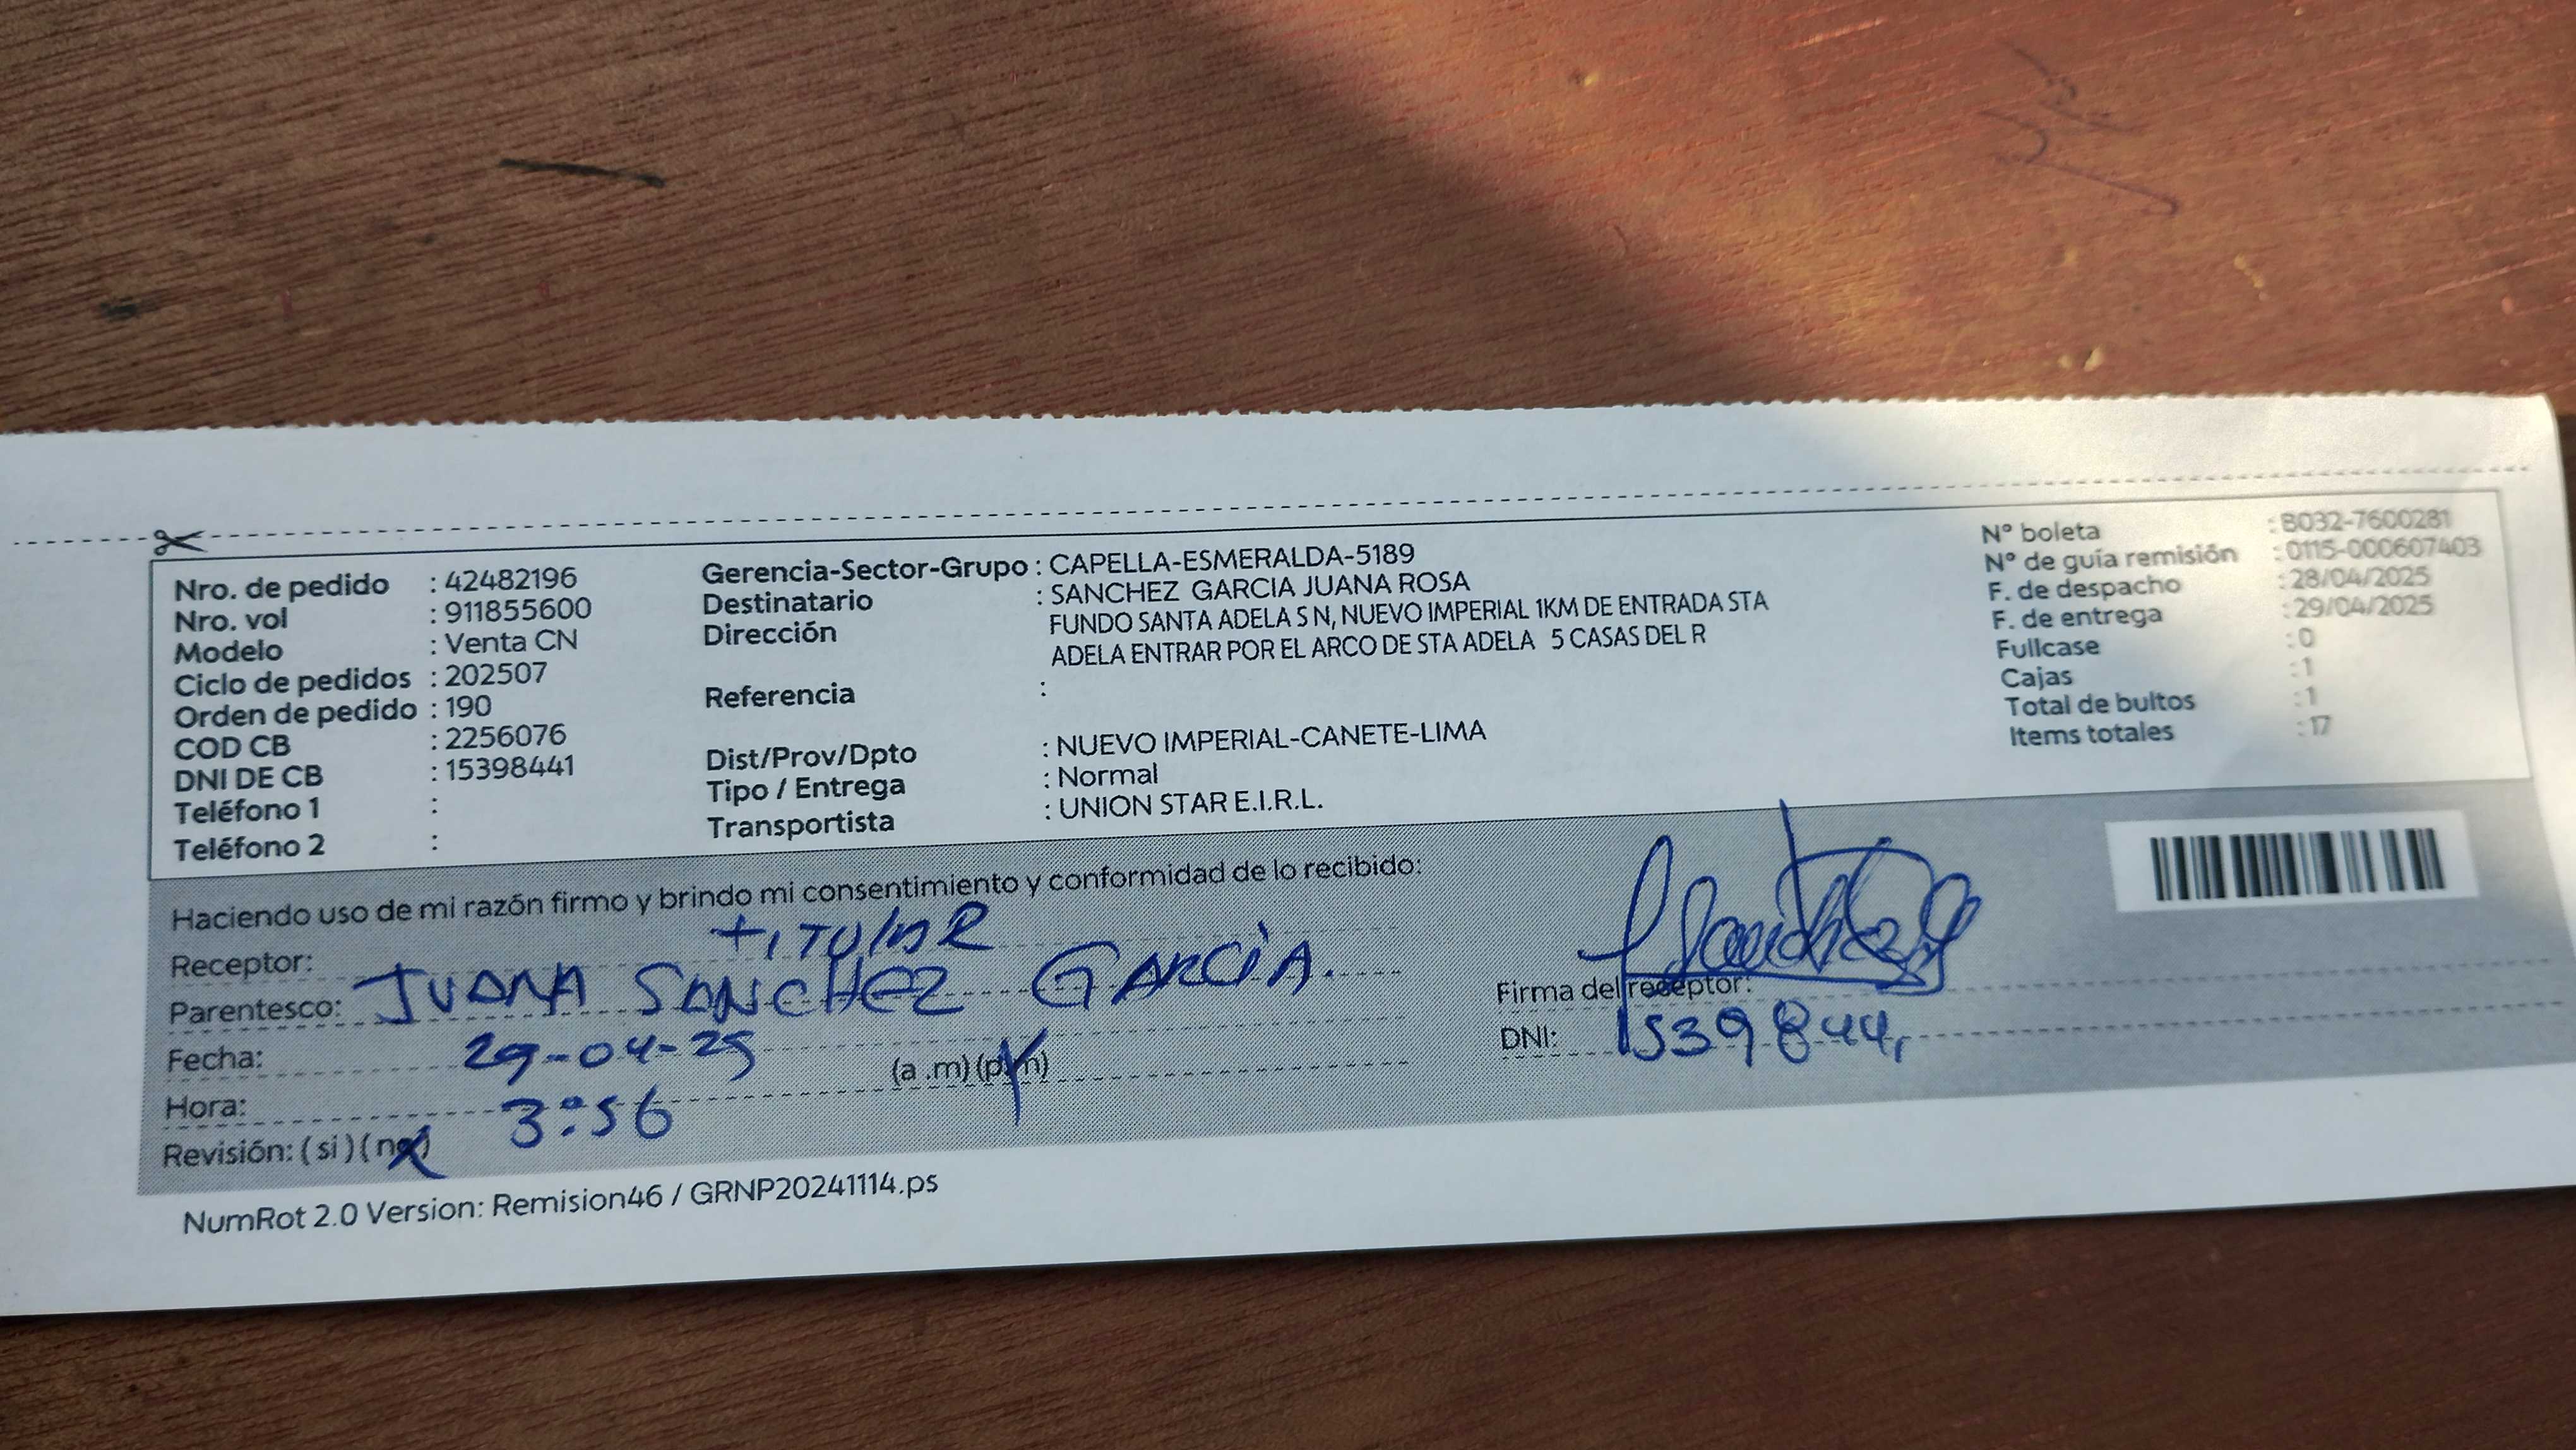 Nro. de pedido : 42482196
Nro. vol : 911855600
Modelo : Venta CN
Ciclo de pedidos : 202507
Orden de pedido : 190
COD CB : 2256076
DNI DE CB : 15398441
Teléfono 1 :
Teléfono 2 :
Gerencia-Sector-Grupo : CAPELLA-ESMERALDA-5189
Destinatario : SANCHEZ GARCIA JUANA ROSA
Dirección FUNDO SANTA ADELA S N, NUEVO IMPERIAL 1KM DE ENTRADA STA
ADELA ENTRAR POR EL ARCO DE STA ADELA 5 CASAS DEL R
Referencia :
Dist/Prov/Dpto : NUEVO IMPERIAL-CANETE-LIMA
Tipo / Entrega : Normal
Transportista : UNION STAR E.I.R.L.
N° boleta : B032-7600281
N° de guía remisión : 0115-000607403
F. de despacho : 28/04/2025
F. de entrega : 29/04/2025
Fullcase : 0
Cajas : 1
Total de bultos : 1
Items totales : 17
Haciendo uso de mi razón firmo y brindo mi consentimiento y conformidad de lo recibido:
Receptor: TITULAR
Parentesco: JUANA SANCHEZ GARCIA.
Fecha: 29-04-25
Hora: 3:56 (a .m) (p.m)
Revisión: ( si ) ( no )
Firma del receptor:
DNI: 15398441
NumRot 2.0 Version: Remision46 / GRNP20241114.ps